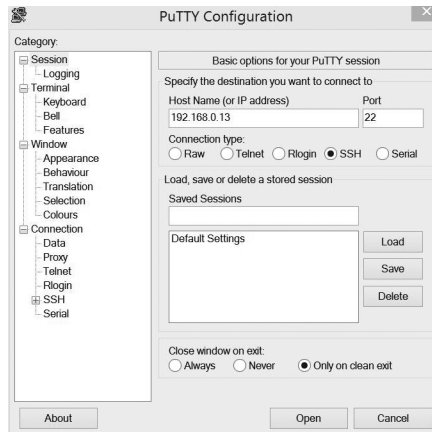 PuTTY Configuration
Category:
Session
Logging
Terminal
Keyboard
Bell
Features
Window
Appearance
Behaviour
Translation
Selection
Colours
Connection
Data
Proxy
Telnet
Rlogin
SSH
Serial
Basic options for your PuTTY session
Specify the destination you want to connect to
Host Name (or IP address) Port
192.168.0.13 22
Connection type:
Raw Telnet Rlogin SSH Serial
Load, save or delete a stored session
Saved Sessions
Default Settings
Load
Save
Delete
Close window on exit:
Always Never Only on clean exit
About Open Cancel